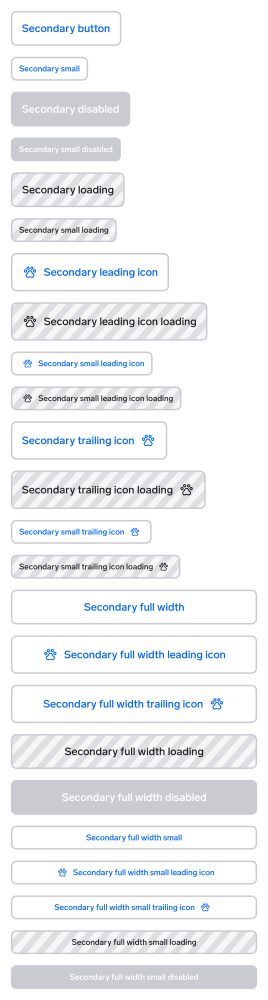 Secondary button
Secondary small
Secondary disabled
Secondary small disabled
Secondary loading
Secondary small loading
Secondary leading icon
Secondary leading icon loading
Secondary small leading icon
Secondary small leading icon loading
Secondary trailing icon
Secondary trailing icon loading
Secondary small trailing icon
Secondary small trailing icon loading
Secondary full width
Secondary full width leading icon
Secondary full width trailing icon
Secondary full width loading
Secondary full width disabled
Secondary full width small
Secondary full width small leading icon
Secondary full width small trailing icon
Secondary full width small loading
Secondary full width small disabled